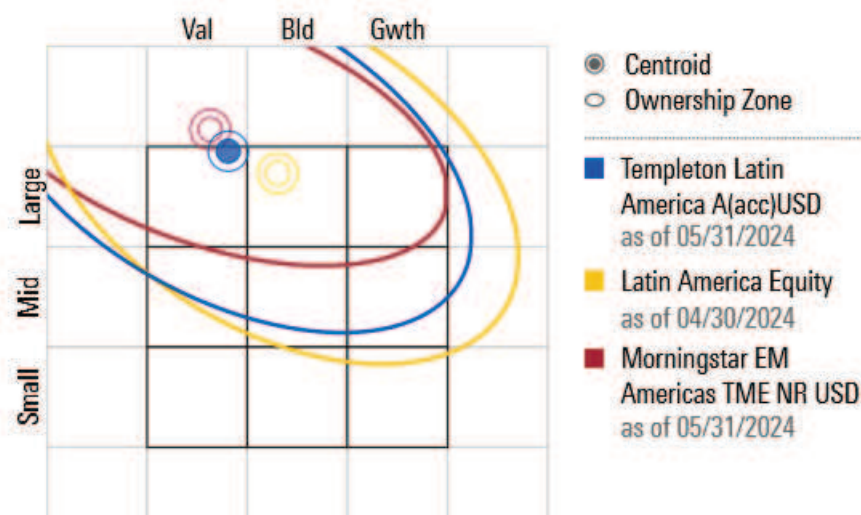 Val Bld Gwth
Large
Mid
Small
Centroid
Ownership Zone
Templeton Latin
America A(acc)USD
as of 05/31/2024
Latin America Equity
as of 04/30/2024
Morningstar EM
Americas TME NR USD
as of 05/31/2024